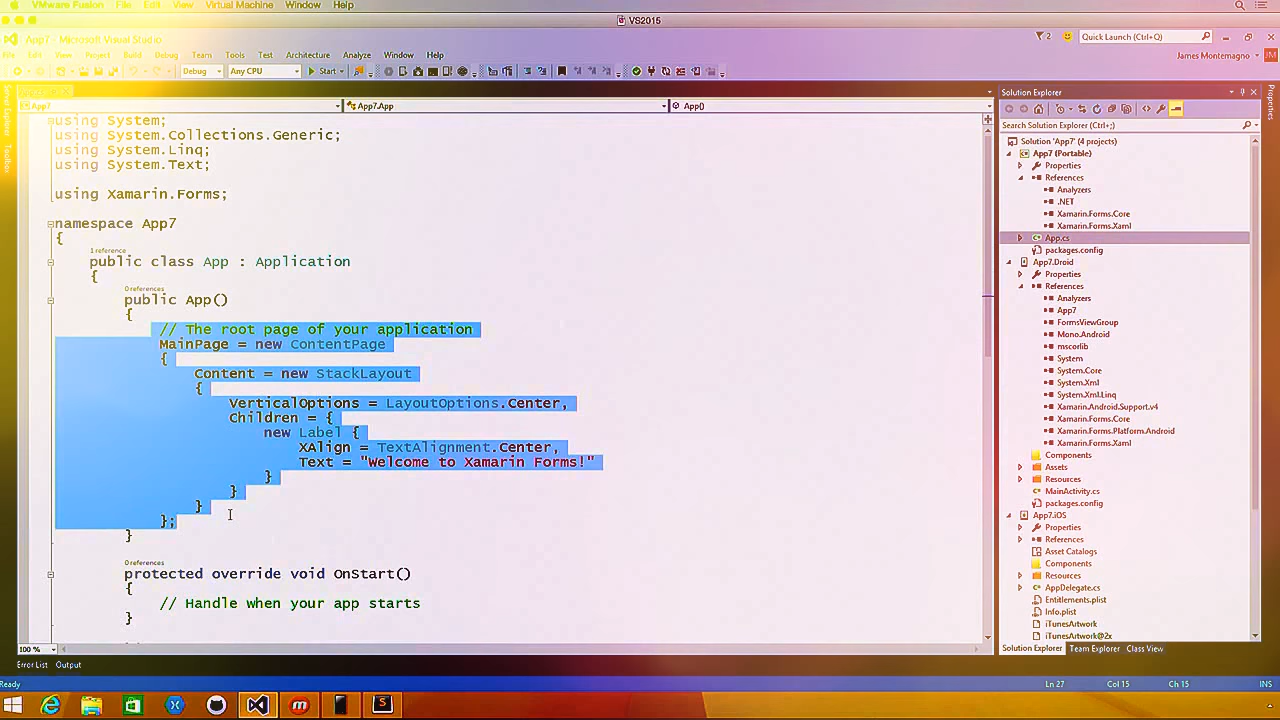 VMware Fusion File Edit View Virtual Machine Window Help
VS2015
App7 - Microsoft Visual Studio
2
Quick Launch (Ctrl+Q)
File Edit View Project Build Debug Team Tools Test Architecture Analyze Window Help
James Montemagno
JM
Debug Any CPU Start
Server Explorer
Toolbox
App7 App7.App App()
using System;
using System.Collections.Generic;
using System.Linq;
using System.Text;
using Xamarin.Forms;
namespace App7
{
1 reference
public class App : Application
{
0 references
public App()
{
// The root page of your application
MainPage = new ContentPage
{
Content = new StackLayout
{
VerticalOptions = LayoutOptions.Center,
Children = {
new Label {
XAlign = TextAlignment.Center,
Text = "Welcome to Xamarin Forms!"
}
}
}
};
}
0 references
protected override void OnStart()
{
// Handle when your app starts
}
100 %
Error List Output
Solution Explorer
Search Solution Explorer (Ctrl+;)
Solution 'App7' (4 projects)
App7 (Portable)
Properties
References
Analyzers
.NET
Xamarin.Forms.Core
Xamarin.Forms.Xaml
App.cs
packages.config
App7.Droid
Properties
References
Analyzers
App7
FormsViewGroup
Mono.Android
mscorlib
System
System.Core
System.Xml
System.Xml.Linq
Xamarin.Android.Support.v4
Xamarin.Forms.Core
Xamarin.Forms.Platform.Android
Xamarin.Forms.Xaml
Components
Assets
Resources
MainActivity.cs
packages.config
App7.iOS
Properties
References
Asset Catalogs
Components
Resources
AppDelegate.cs
Entitlements.plist
Info.plist
iTunesArtwork
iTunesArtwork@2x
Solution Explorer Team Explorer Class View
Properties
Ready Ln 27 Col 15 Ch 15 INS